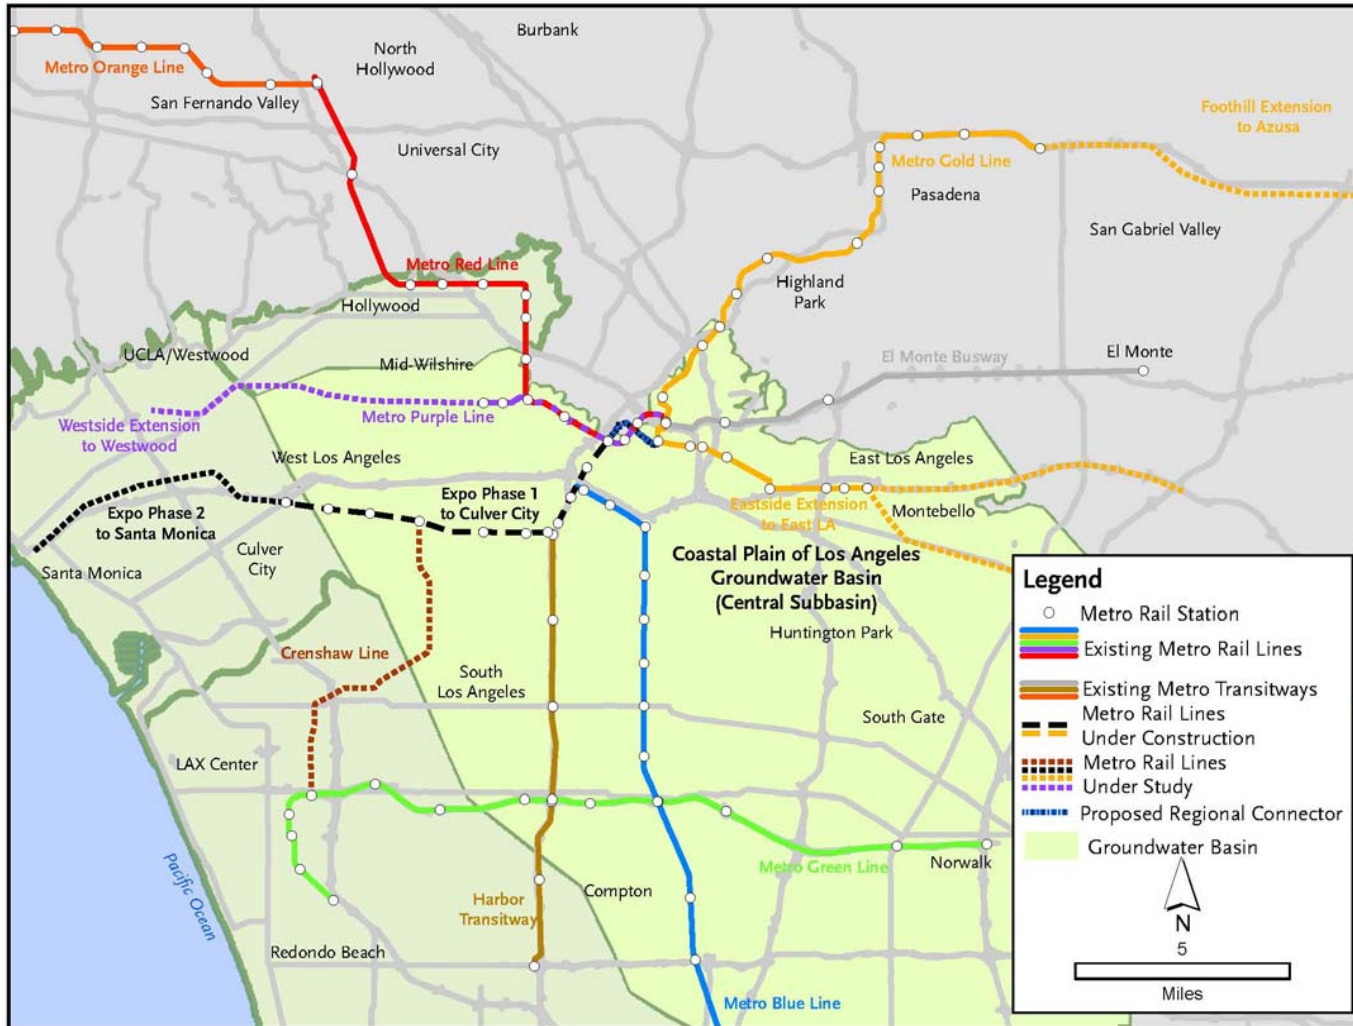 Burbank
North
Hollywood
Metro Orange Line
San Fernando Valley
Foothill Extension
to Azusa
Universal City
Metro Gold Line
Pasadena
San Gabriel Valley
Metro Red Line
Highland
Park
Hollywood
UCLA/Westwood
Mid-Wilshire
El Monte Busway
El Monte
Metro Purple Line
Westside Extension
to Westwood
West Los Angeles
East Los Angeles
Expo Phase 1
to Culver City
Eastside Extension
to East LA
Montebello
Expo Phase 2
to Santa Monica
Culver
City
Santa Monica
Coastal Plain of Los Angeles
Groundwater Basin
(Central Subbasin)
Huntington Park
Crenshaw Line
South
Los Angeles
South Gate
LAX Center
Pacific Ocean
Metro Green Line
Norwalk
Compton
Harbor
Transitway
Redondo Beach
Metro Blue Line
Legend
Metro Rail Station
Existing Metro Rail Lines
Existing Metro Transitways
Metro Rail Lines
Under Construction
Metro Rail Lines
Under Study
Proposed Regional Connector
Groundwater Basin
N
5
Miles